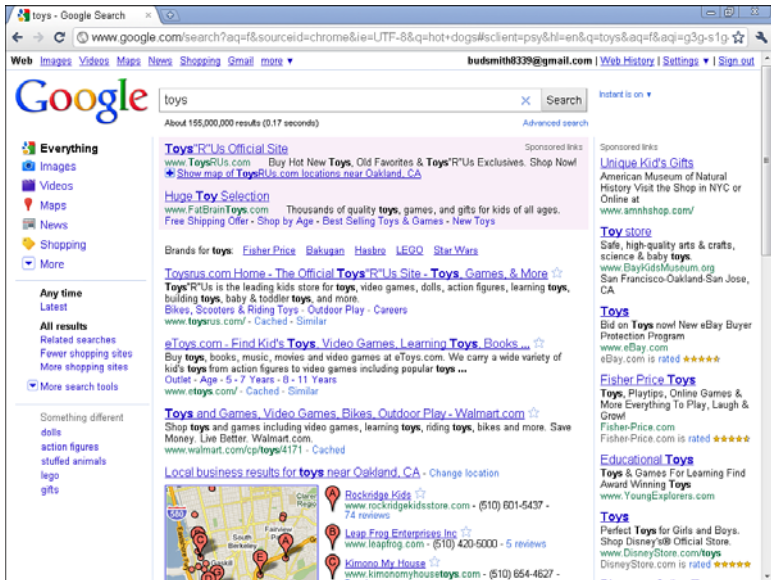 toys - Google Search
www.google.com/search?aq=f&sourceid=chrome&ie=UTF-8&q=hot+dogs#sclient=psy&hl=en&q=toys&aq=f&aqi=g3g-s1g
Web Images Videos Maps News Shopping Gmail more ▼
budsmith8339@gmail.com | Web History | Settings ▼ | Sign out
Google
toys
Search
Instant is on ▼
About 155,000,000 results (0.17 seconds)
Advanced search
Everything
Images
Videos
Maps
News
Shopping
More
Any time
Latest
All results
Related searches
Fewer shopping sites
More shopping sites
More search tools
Something different
dolls
action figures
stuffed animals
lego
gifts
Toys"R"Us Official Site
Sponsored links
www.ToysRUs.com Buy Hot New Toys, Old Favorites & Toys"R"Us Exclusives. Shop Now!
Show map of ToysRUs.com locations near Oakland, CA
Huge Toy Selection
www.FatBrainToys.com Thousands of quality toys, games, and gifts for kids of all ages.
Free Shipping Offer - Shop by Age - Best Selling Toys & Games - New Toys
Brands for toys: Fisher Price Bakugan Hasbro LEGO Star Wars
Toysrus.com Home - The Official Toys"R"Us Site - Toys, Games, & More
Toys"R"Us is the leading kids store for toys, video games, dolls, action figures, learning toys,
building toys, baby & toddler toys, and more.
Bikes, Scooters & Riding Toys - Outdoor Play - Careers
www.toysrus.com/ - Cached - Similar
eToys.com - Find Kid's Toys, Video Games, Learning Toys, Books ...
Buy toys, books, music, movies and video games at eToys.com. We carry a wide variety of
kid's toys from action figures to video games including popular toys ...
Outlet - Age - 5 - 7 Years - 8 - 11 Years
www.etoys.com/ - Cached - Similar
Toys and Games, Video Games, Bikes, Outdoor Play - Walmart.com
Shop toys and games including video games, learning toys, riding toys, bikes and more. Save
Money. Live Better. Walmart.com.
www.walmart.com/cp/toys/4171 - Cached
Local business results for toys near Oakland, CA - Change location
South
Berkeley
Gaskill
580
C
E
A
A
Rockridge Kids
www.rockridgekidsstore.com - (510) 601-5437 -
74 reviews
B
Leap Frog Enterprises Inc
www.leapfrog.com - (510) 420-5000 - 5 reviews
C
Kimono My House
www.kimonomyhousetoys.com - (510) 654-4627 -
Sponsored links
Unique Kid's Gifts
American Museum of Natural
History Visit the Shop in NYC or
Online at
www.amnhshop.com/
Toy store
Safe, high-quality arts & crafts,
science & baby toys.
www.BayKidsMuseum.org
San Francisco-Oakland-San Jose,
CA
Toys
Bid on Toys now! New eBay Buyer
Protection Program
www.eBay.com
eBay.com is rated
Fisher Price Toys
Toys, Playtips, Online Games &
More Everything To Play, Laugh &
Grow!
Fisher-Price.com
Fisher-Price.com is rated
Educational Toys
Toys & Games For Learning Find
Award Winning Toys
www.YoungExplorers.com
Toys
Perfect Toys for Girls and Boys.
Shop Disney's® Official Store.
www.DisneyStore.com/toys
DisneyStore.com is rated